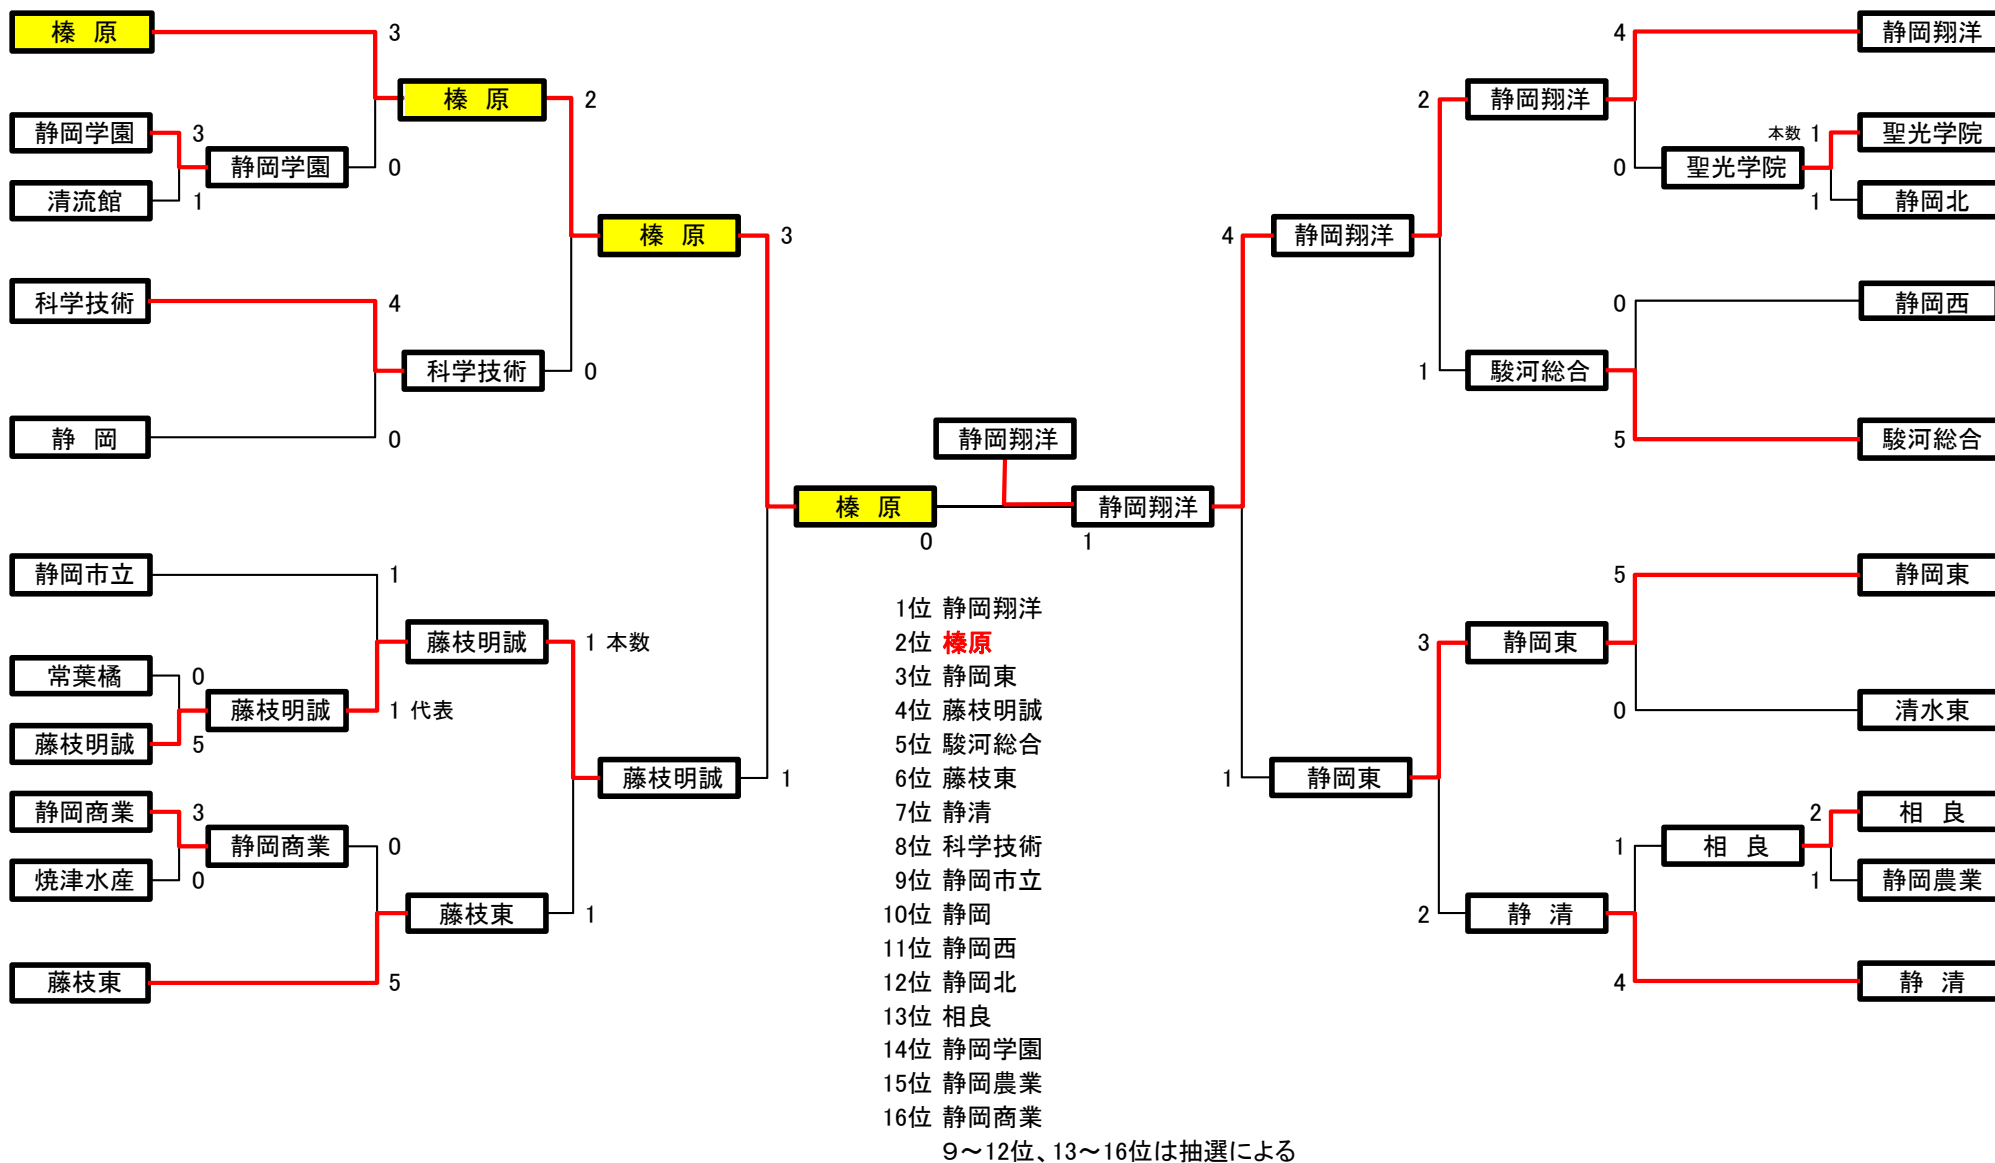 榛 原
3
静岡学園
3
清流館
1
静岡学園
0
榛 原
2
科学技術
4
静 岡
0
科学技術
0
榛 原
3
静岡市立
1
常葉橘
0
藤枝明誠
5
藤枝明誠
1 代表
藤枝明誠
1 本数
静岡商業
3
焼津水産
0
静岡商業
0
藤枝東
5
藤枝東
1
藤枝明誠
1
榛 原
0
静岡翔洋
静岡翔洋
1
静岡翔洋
4
静岡翔洋
2
静岡翔洋
4
聖光学院
0
本数 1
聖光学院
1
静岡北
駿河総合
1
0
静岡西
5
駿河総合
静岡東
1
静岡東
3
5
静岡東
0
清水東
静 清
2
相 良
1
2
相 良
1
静岡農業
4
静 清
1位 静岡翔洋
2位 榛原
3位 静岡東
4位 藤枝明誠
5位 駿河総合
6位 藤枝東
7位 静清
8位 科学技術
9位 静岡市立
10位 静岡
11位 静岡西
12位 静岡北
13位 相良
14位 静岡学園
15位 静岡農業
16位 静岡商業
９～12位、13～16位は抽選による